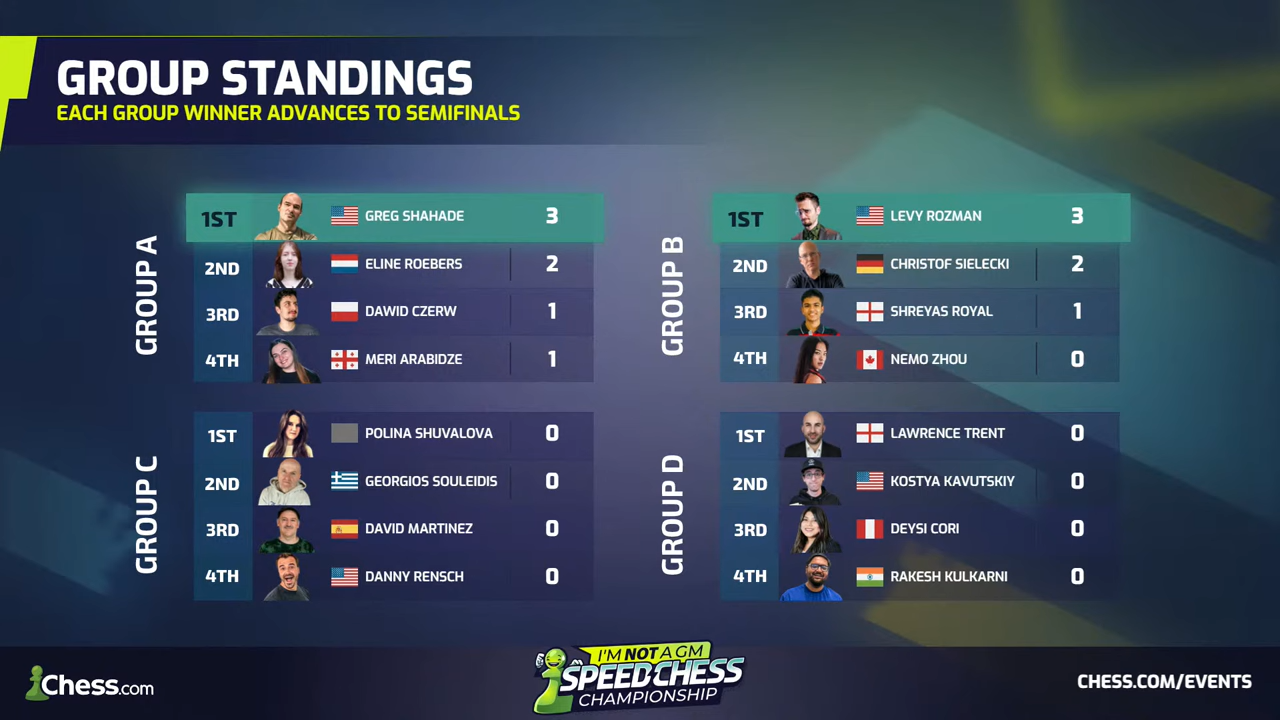 GROUP STANDINGS
EACH GROUP WINNER ADVANCES TO SEMIFINALS
GROUP A
1ST GREG SHAHADE 3
2ND ELINE ROEBERS 2
3RD DAWID CZERW 1
4TH MERI ARABIDZE 1
GROUP B
1ST LEVY ROZMAN 3
2ND CHRISTOF SIELECKI 2
3RD SHREYAS ROYAL 1
4TH NEMO ZHOU 0
GROUP C
1ST POLINA SHUVALOVA 0
2ND GEORGIOS SOULEIDIS 0
3RD DAVID MARTINEZ 0
4TH DANNY RENSCH 0
GROUP D
1ST LAWRENCE TRENT 0
2ND KOSTYA KAVUTSKIY 0
3RD DEYSI CORI 0
4TH RAKESH KULKARNI 0
Chess.com
I'M NOT A GM
SPEED CHESS
CHAMPIONSHIP
CHESS.COM/EVENTS